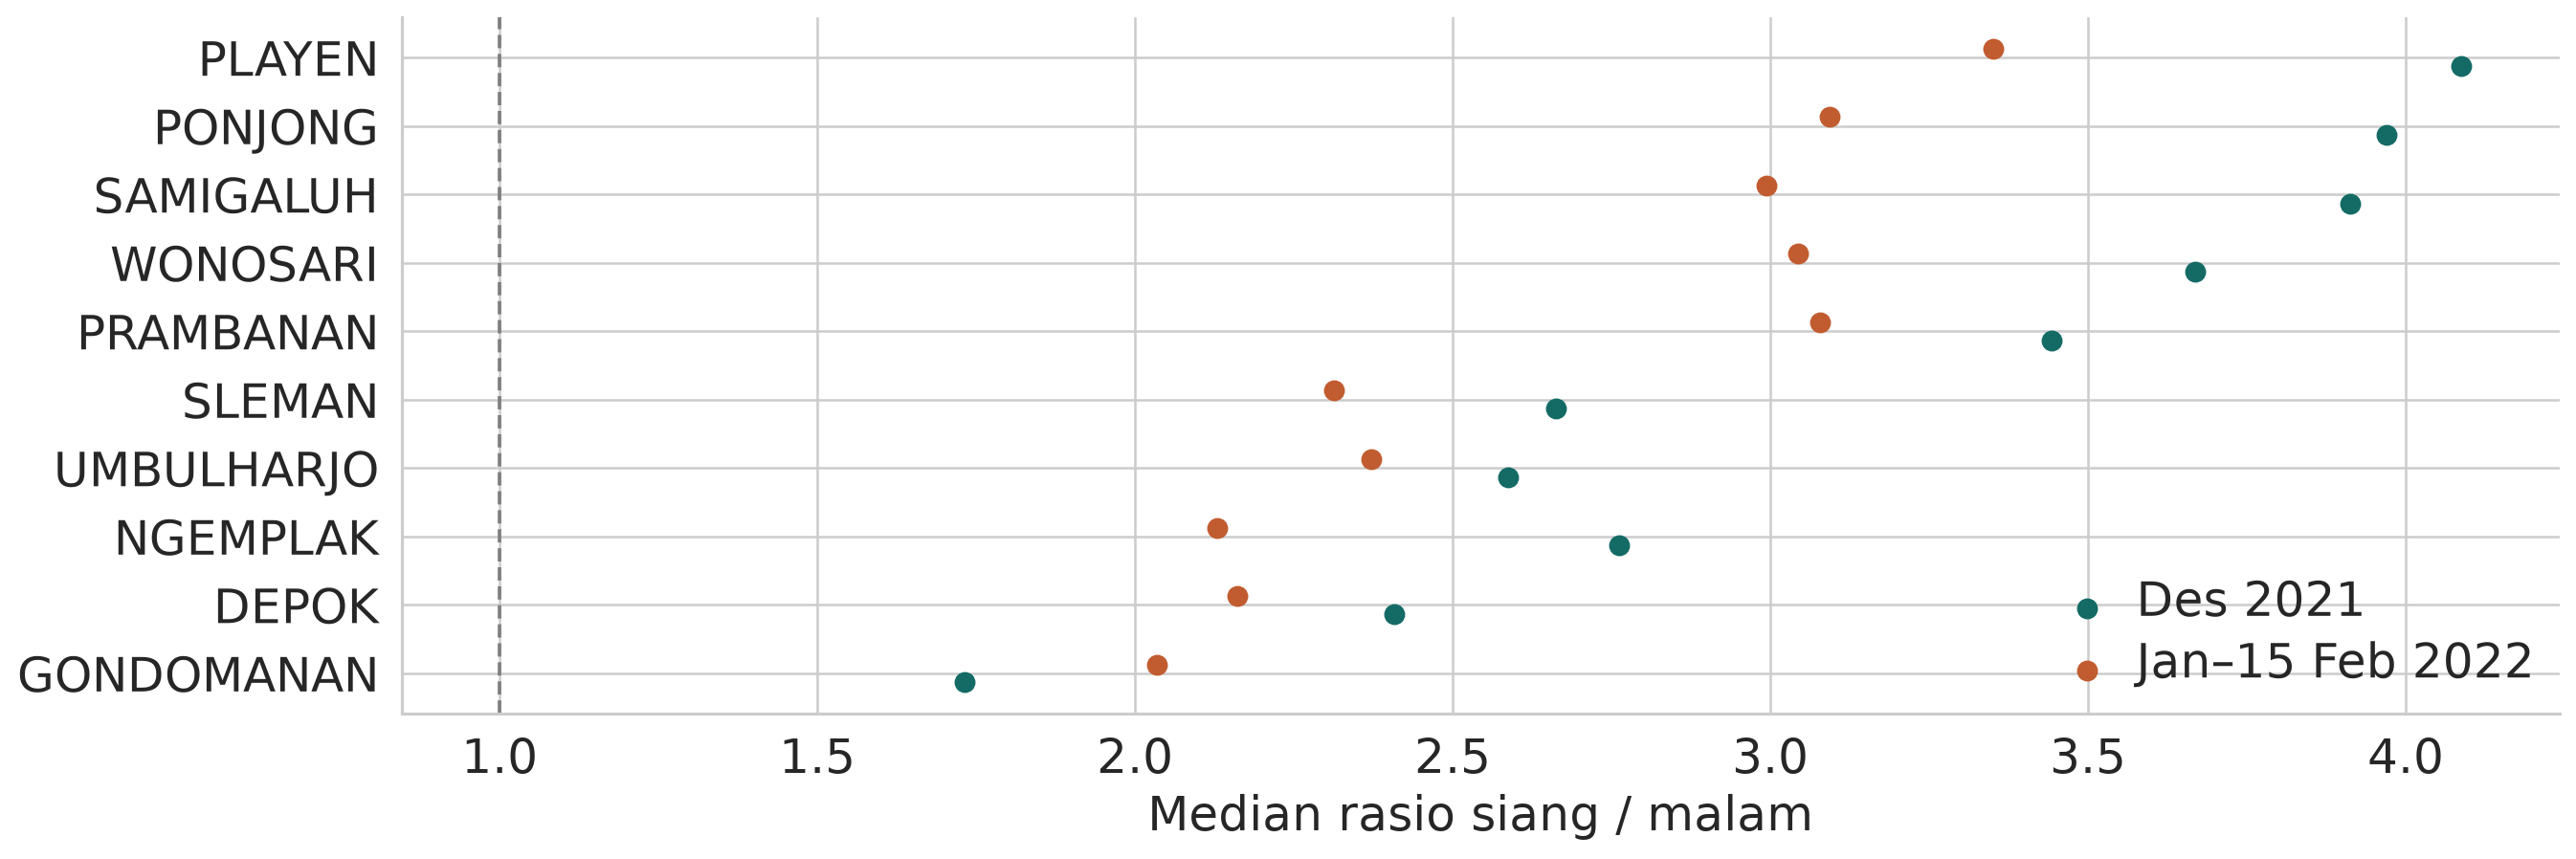 PLAYEN
PONJONG
SAMIGALUH
WONOSARI
PRAMBANAN
SLEMAN
UMBULHARJO
NGEMPLAK
DEPOK
GONDOMANAN
Des 2021
Jan–15 Feb 2022
1.0 1.5 2.0 2.5 3.0 3.5 4.0
Median rasio siang / malam